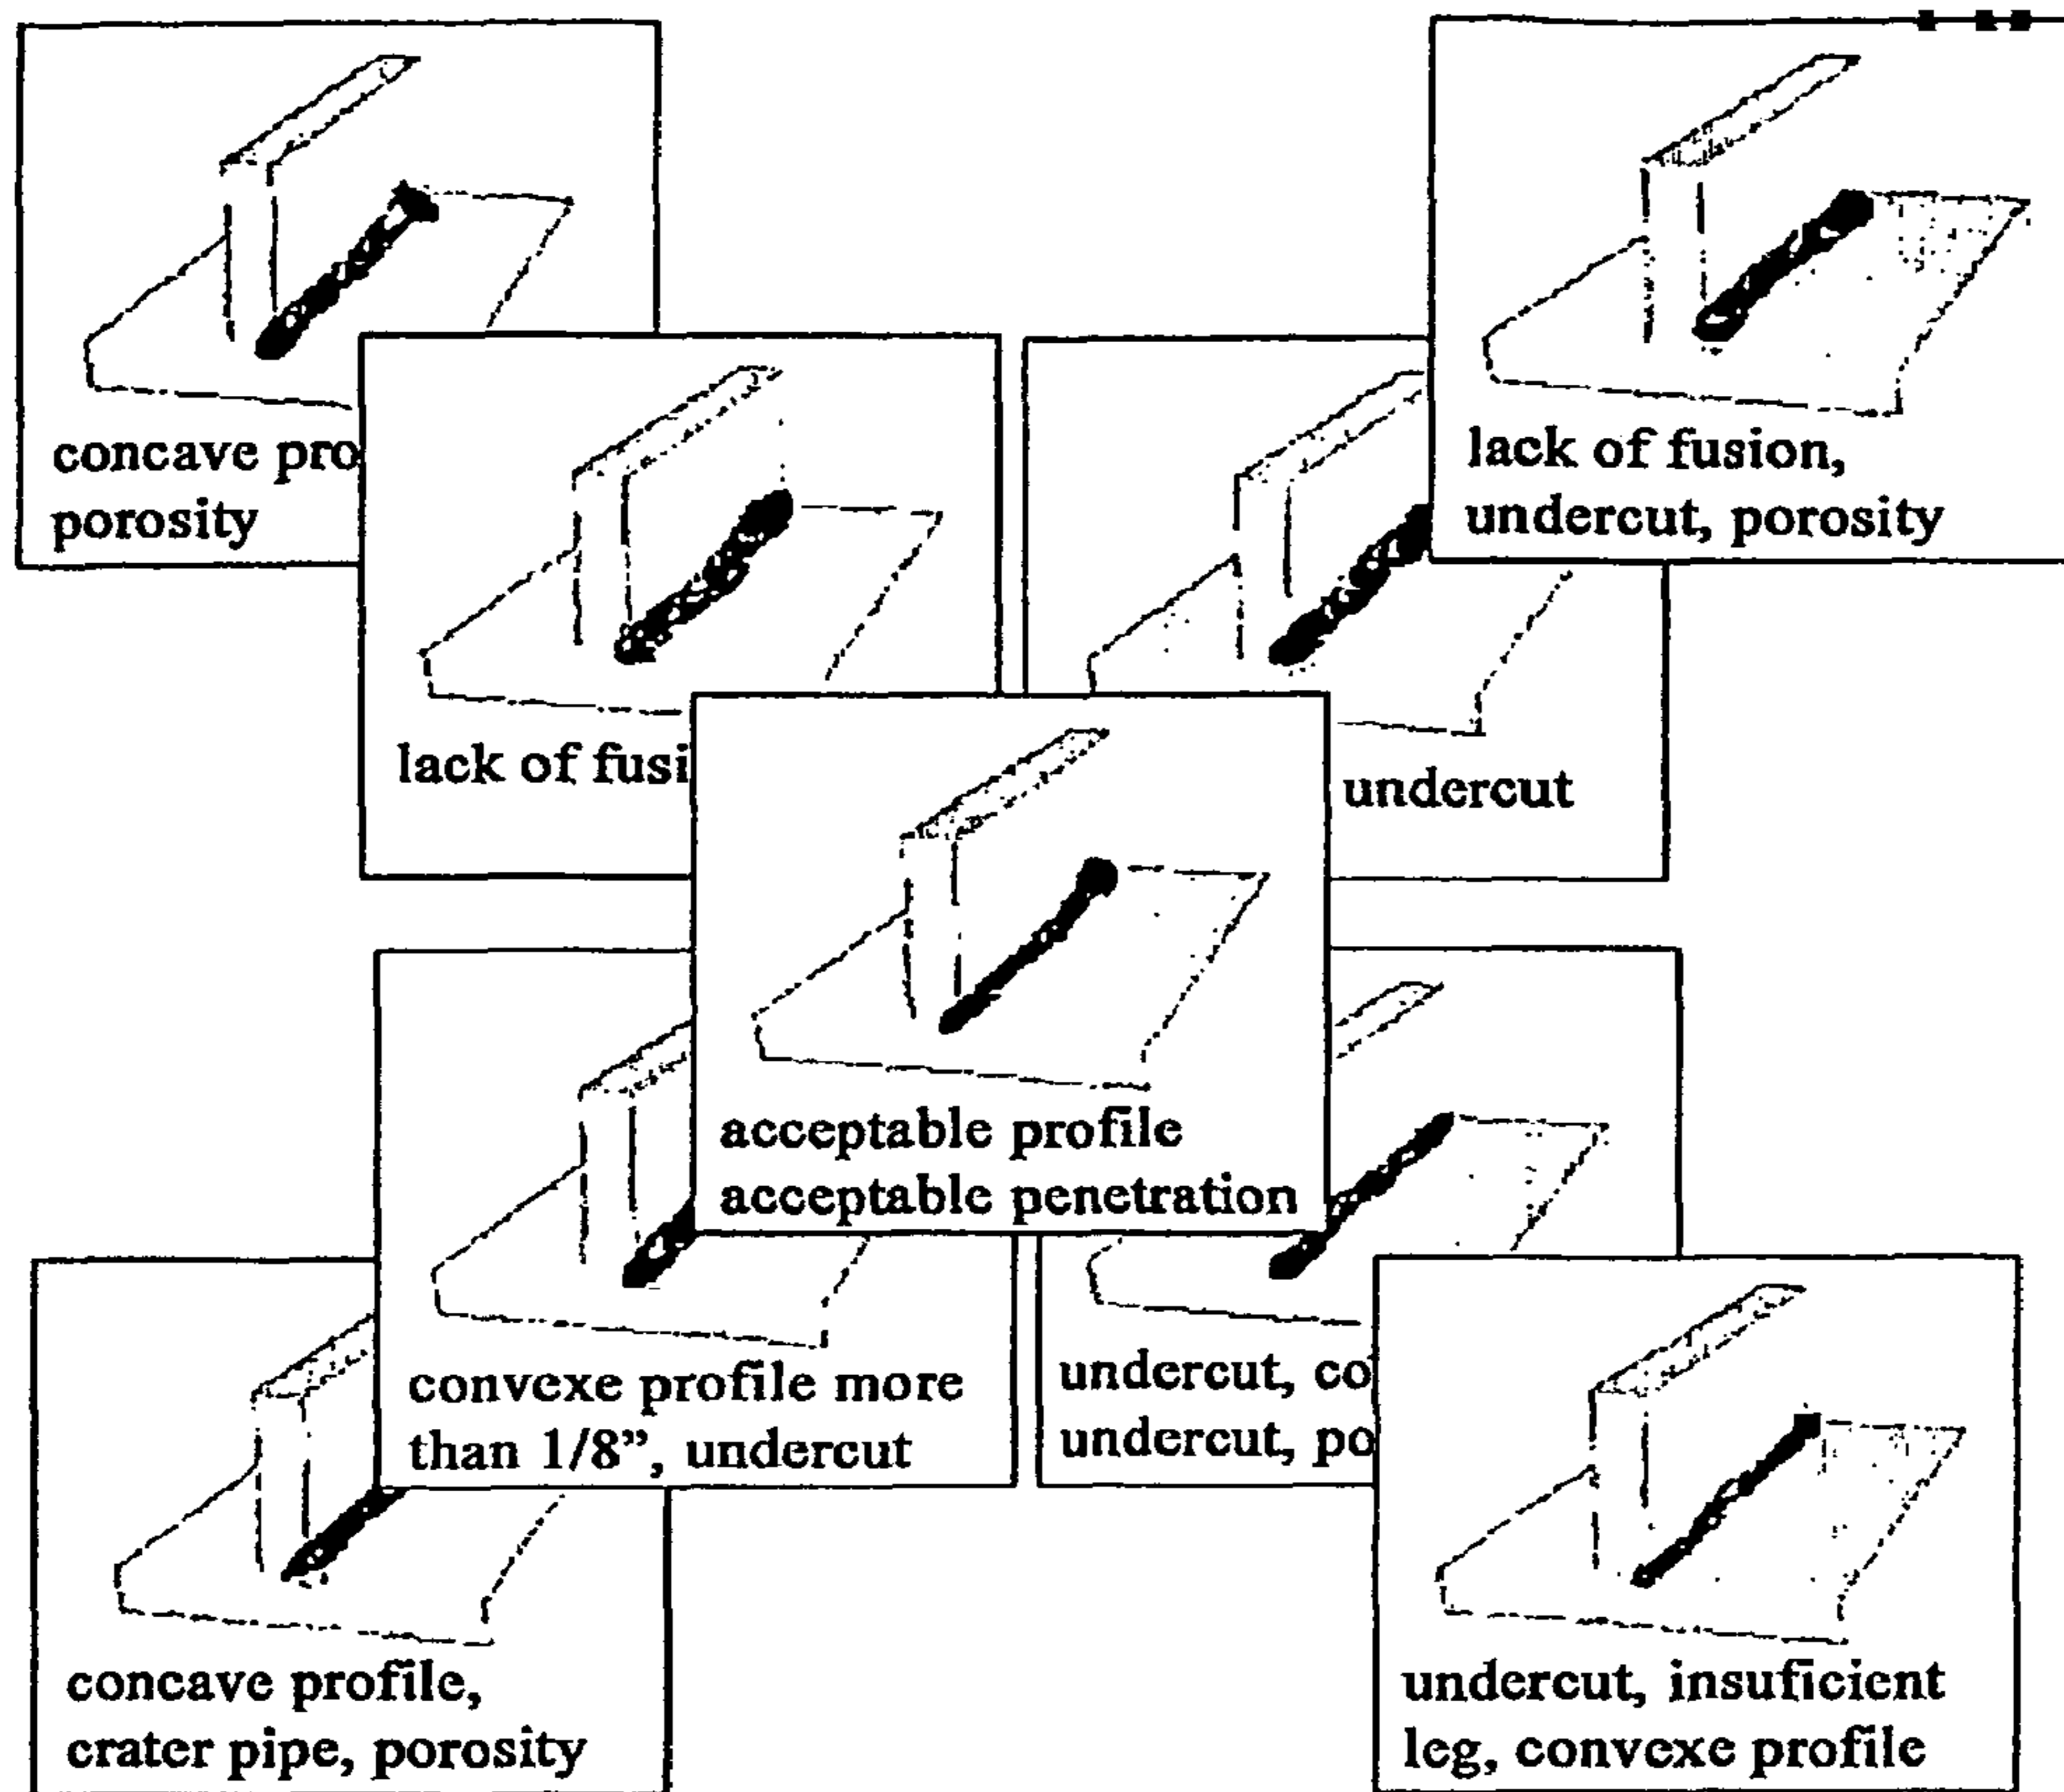 concave pro
porosity
lack of fusion,
undercut, porosity
lack of fusi
undercut
acceptable profile
acceptable penetration
convexe profile more
than 1/8”, undercut
undercut, co
undercut, po
concave profile,
crater pipe, porosity
undercut, insuficient
leg, convexe profile